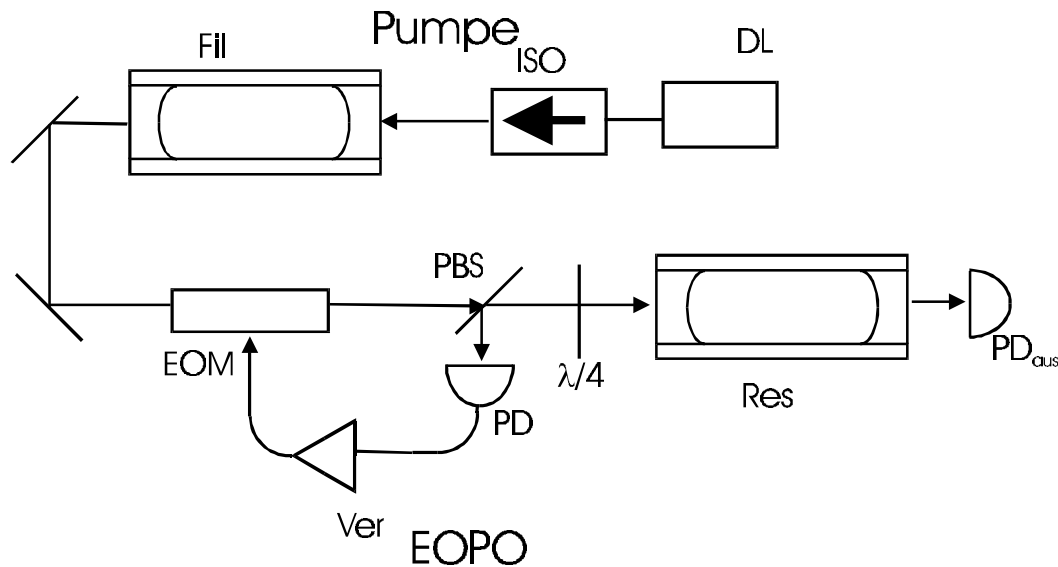 Pumpe
Fil
ISO
DL
PBS
EOM
λ/4
PD
PDaus
Res
Ver
EOPO